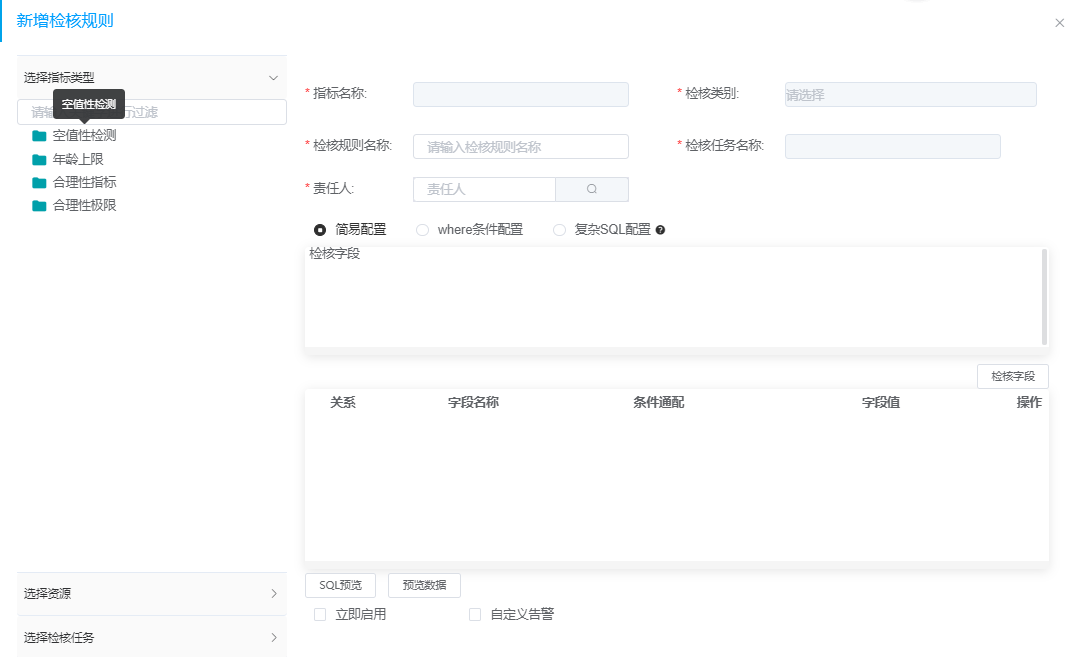 新增检核规则
选择指标类型
空值性检测
请输 行过滤
空值性检测
年龄上限
合理性指标
合理性极限
选择资源
选择检核任务
* 指标名称:
* 检核类别: 请选择
* 检核规则名称: 请输入检核规则名称
* 检核任务名称:
* 责任人: 责任人
简易配置 where条件配置 复杂SQL配置 ?
检核字段
检核字段
关系 字段名称 条件通配 字段值 操作
SQL预览 预览数据
立即启用 自定义告警